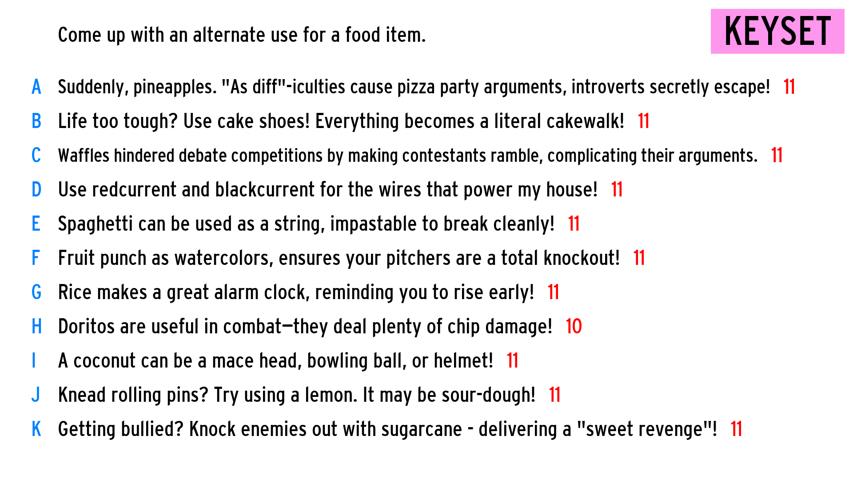 Come up with an alternate use for a food item.
KEYSET
A Suddenly, pineapples. "As diff"-iculties cause pizza party arguments, introverts secretly escape! 11
B Life too tough? Use cake shoes! Everything becomes a literal cakewalk! 11
C Waffles hindered debate competitions by making contestants ramble, complicating their arguments. 11
D Use redcurrent and blackcurrent for the wires that power my house! 11
E Spaghetti can be used as a string, impastable to break cleanly! 11
F Fruit punch as watercolors, ensures your pitchers are a total knockout! 11
G Rice makes a great alarm clock, reminding you to rise early! 11
H Doritos are useful in combat—they deal plenty of chip damage! 10
I A coconut can be a mace head, bowling ball, or helmet! 11
J Knead rolling pins? Try using a lemon. It may be sour-dough! 11
K Getting bullied? Knock enemies out with sugarcane - delivering a "sweet revenge"! 11